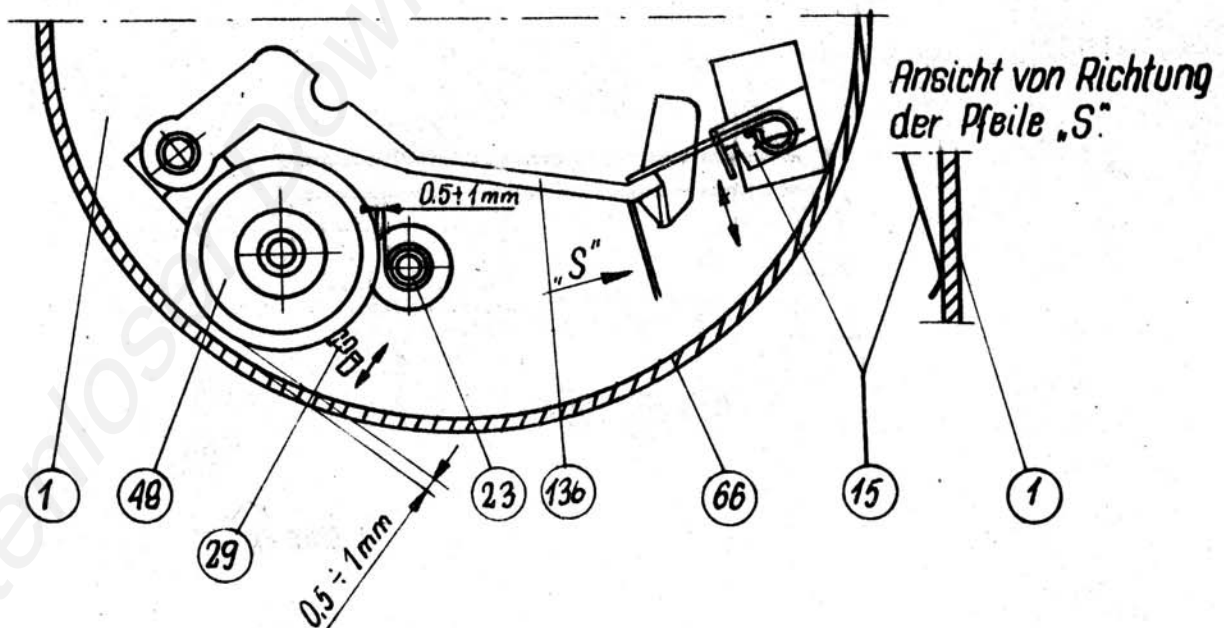 Ansicht von Richtung
der Pfeile „S".
0.5÷1mm
„S"
1
48
29
23
136
66
15
1
0,5÷1mm